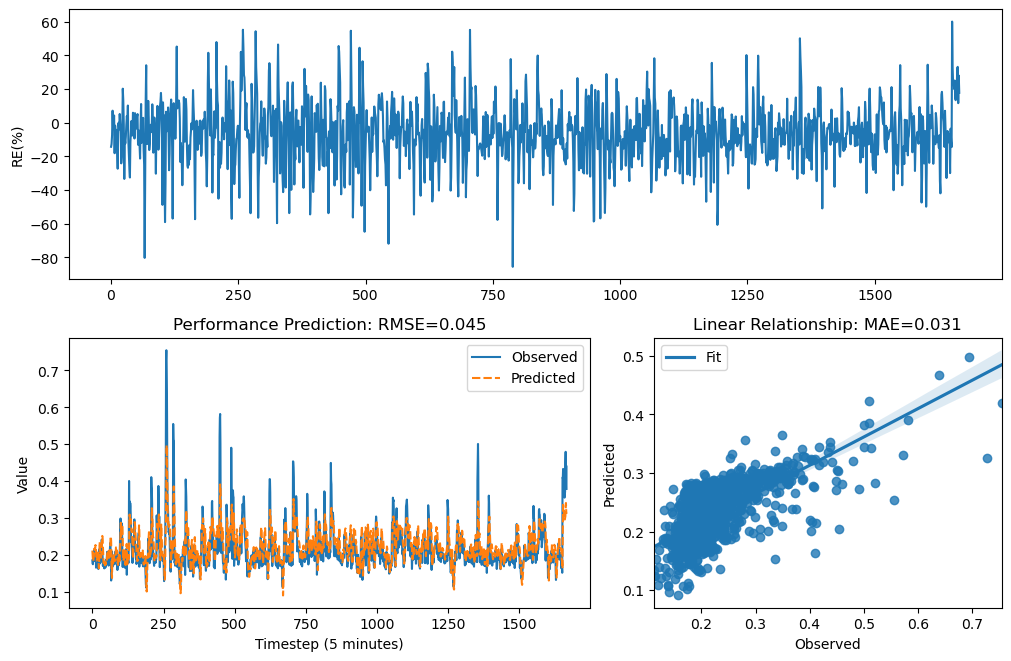 60
40
20
0
−20
−40
−60
−80
RE(%)
0 250 500 750 1000 1250 1500
Performance Prediction: RMSE=0.045
0.7
0.6
0.5
0.4
0.3
0.2
0.1
Value
Observed
Predicted
0 250 500 750 1000 1250 1500
Timestep (5 minutes)
Linear Relationship: MAE=0.031
0.5
0.4
0.3
0.2
0.1
Predicted
Fit
0.2 0.3 0.4 0.5 0.6 0.7
Observed